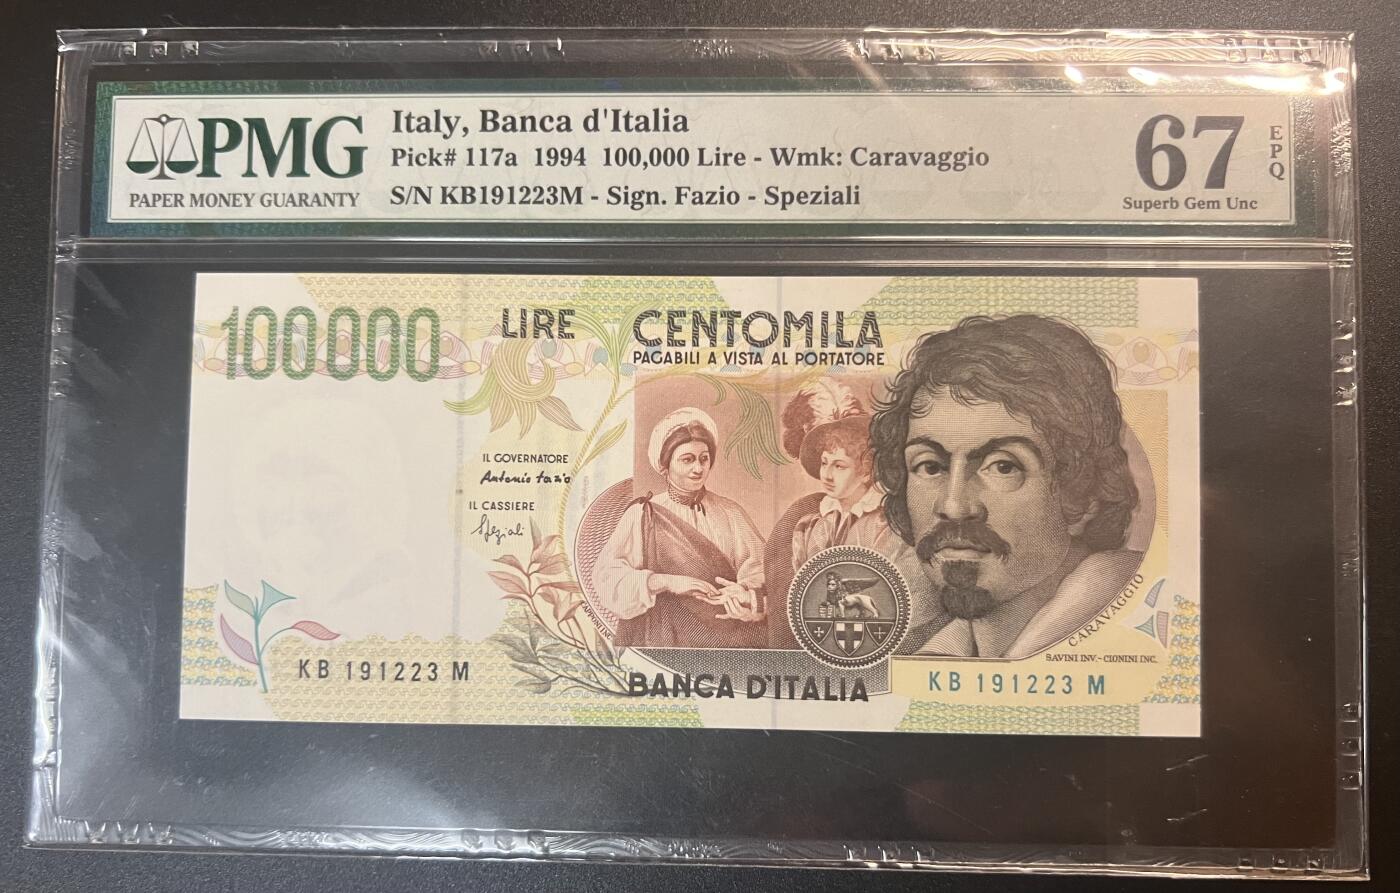 PMG
PAPER MONEY GUARANTY
Italy, Banca d'Italia
Pick# 117a 1994 100,000 Lire - Wmk: Caravaggio
S/N KB191223M - Sign. Fazio - Speziali
67
EPQ
Superb Gem Unc
100000
LIRE CENTOMILA
PAGABILI A VISTA AL PORTATORE
IL GOVERNATORE
Antonio Fazio
IL CASSIERE
Speziali
CAPPONI INC.
CARAVAGGIO
SAVINI INV.-CIONINI INC.
KB 191223 M
BANCA D'ITALIA
KB 191223 M